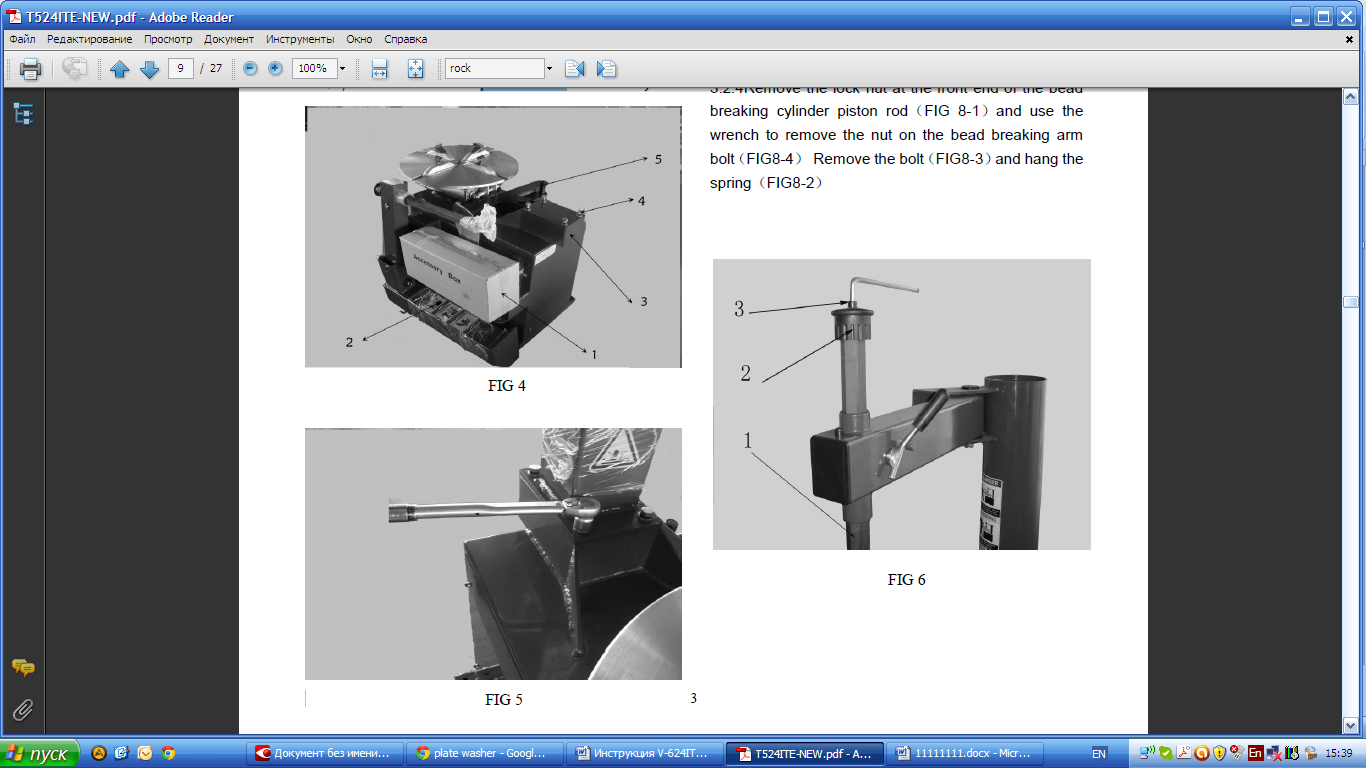 T524ITE-NEW.pdf - Adobe Reader
Файл Редактирование Просмотр Документ Инструменты Окно Справка
9 / 27 100% rock
3.2.4Remove the lock nut at the front end of the bead
breaking cylinder piston rod（FIG 8-1）and use the
wrench to remove the nut on the bead breaking arm
bolt（FIG8-4） Remove the bolt（FIG8-3）and hang the
spring（FIG8-2）
5
4
3
2
1
Accessory Box
FIG 4
FIG 5
3
2
1
FIG 6
3
пуск
Документ без имени...
plate washer - Googl...
Инструкция V-624IT...
T524ITE-NEW.pdf - A...
11111111.docx - Micr...
EN
En
15:39